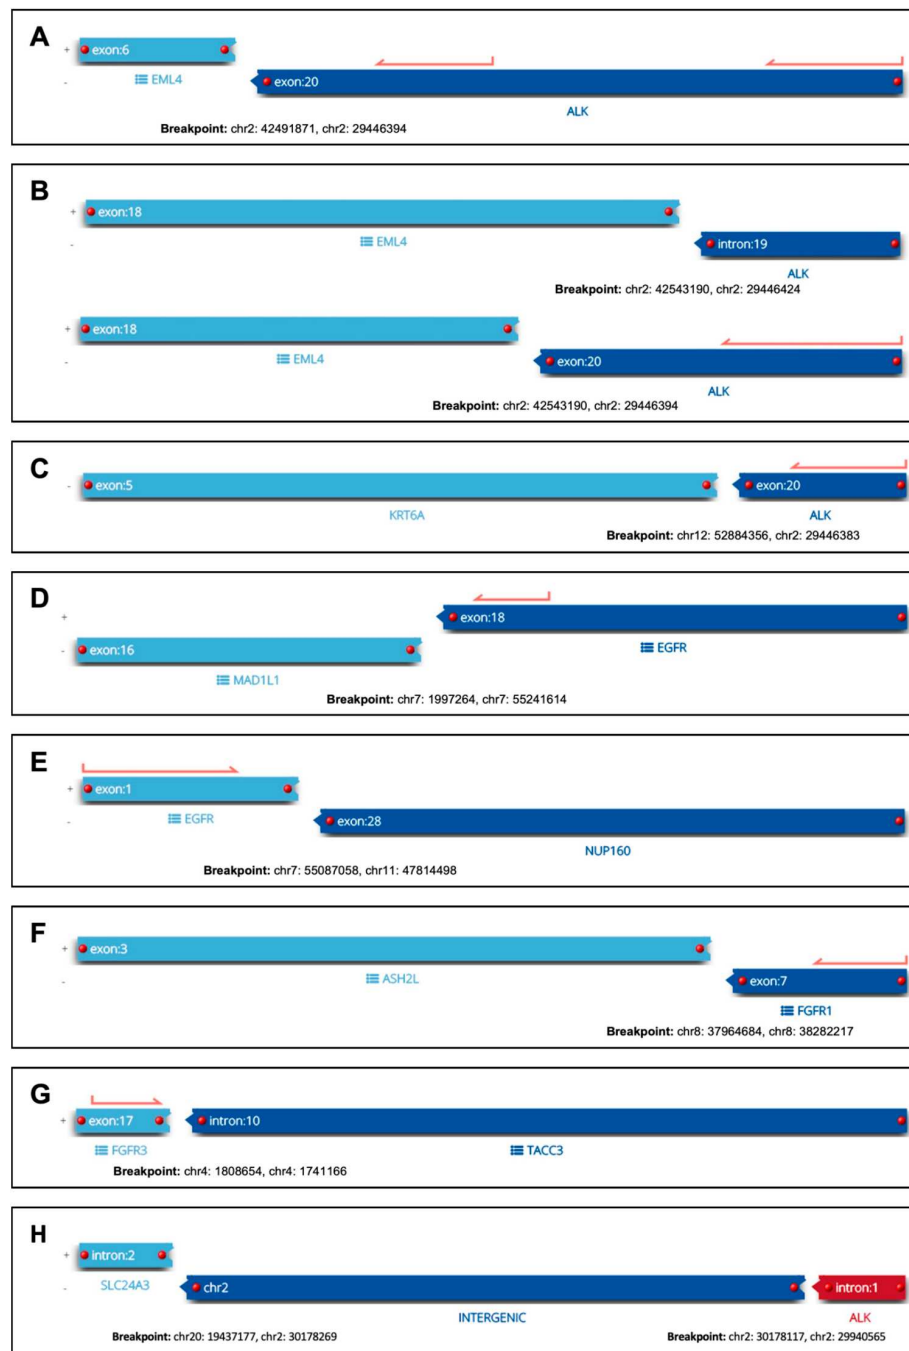 A
+
exon:6
EML4
-
exon:20
ALK
Breakpoint: chr2: 42491871, chr2: 29446394
B
+
exon:18
EML4
-
intron:19
ALK
Breakpoint: chr2: 42543190, chr2: 29446424
+
exon:18
EML4
-
exon:20
ALK
Breakpoint: chr2: 42543190, chr2: 29446394
C
-
exon:5
exon:20
KRT6A
ALK
Breakpoint: chr12: 52884356, chr2: 29446383
D
+
exon:18
EGFR
-
exon:16
MAD1L1
Breakpoint: chr7: 1997264, chr7: 55241614
E
+
exon:1
EGFR
-
exon:28
NUP160
Breakpoint: chr7: 55087058, chr11: 47814498
F
+
exon:3
ASH2L
-
exon:7
FGFR1
Breakpoint: chr8: 37964684, chr8: 38282217
G
+
exon:17
intron:10
FGFR3
TACC3
Breakpoint: chr4: 1808654, chr4: 1741166
H
+
intron:2
SLC24A3
-
chr2
intron:1
INTERGENIC
ALK
Breakpoint: chr20: 19437177, chr2: 30178269
Breakpoint: chr2: 30178117, chr2: 29940565